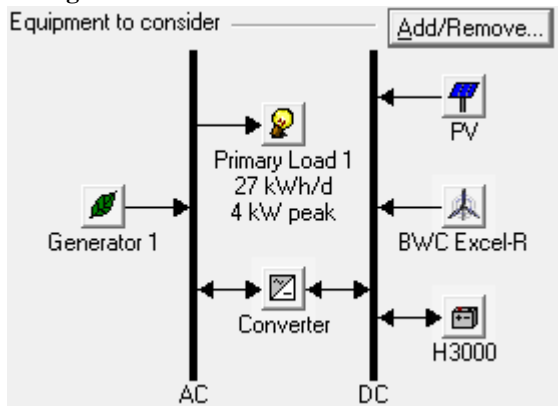 Equipment to consider
Add/Remove...
PV
Primary Load 1
27 kWh/d
4 kW peak
Generator 1
BWC Excel-R
Converter
H3000
AC
DC